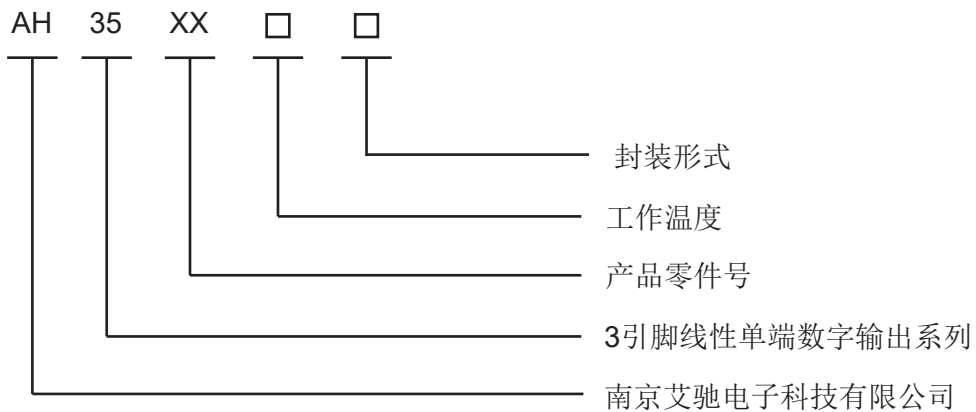 AH 35 XX □ □
封装形式
工作温度
产品零件号
3引脚线性单端数字输出系列
南京艾驰电子科技有限公司